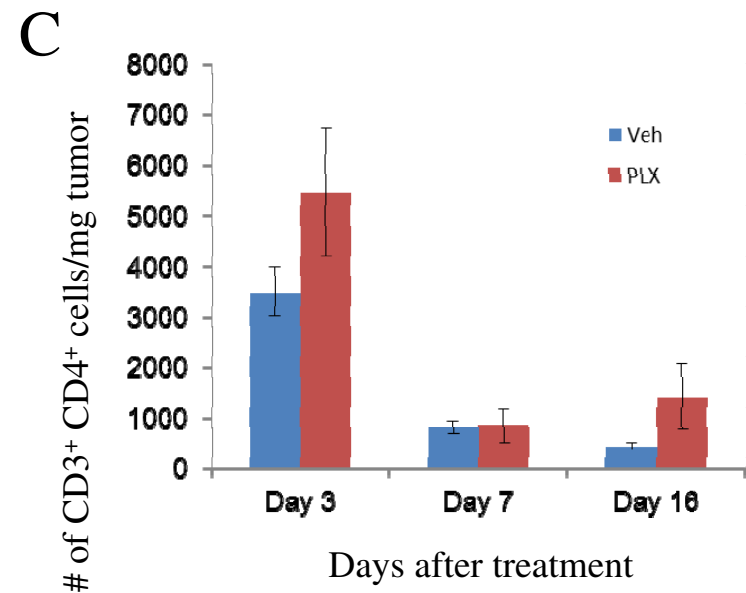 C
# of CD3⁺ CD4⁺ cells/mg tumor
8000
7000
6000
5000
4000
3000
2000
1000
0
Veh
PLX
Day 3
Day 7
Day 16
Days after treatment